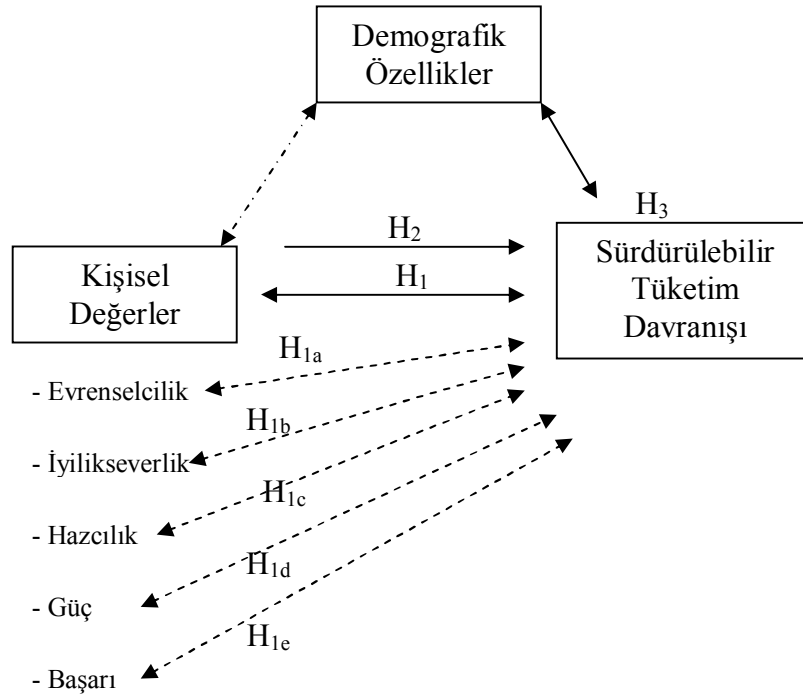 Demografik
Özellikler
H₃
H₂
Kişisel
Değerler
H₁
Sürdürülebilir
Tüketim
Davranışı
H₁ₐ
- Evrenselcilik
H₁b
- İyilikseverlik
H₁c
- Hazcılık
H₁d
- Güç
H₁ₑ
- Başarı